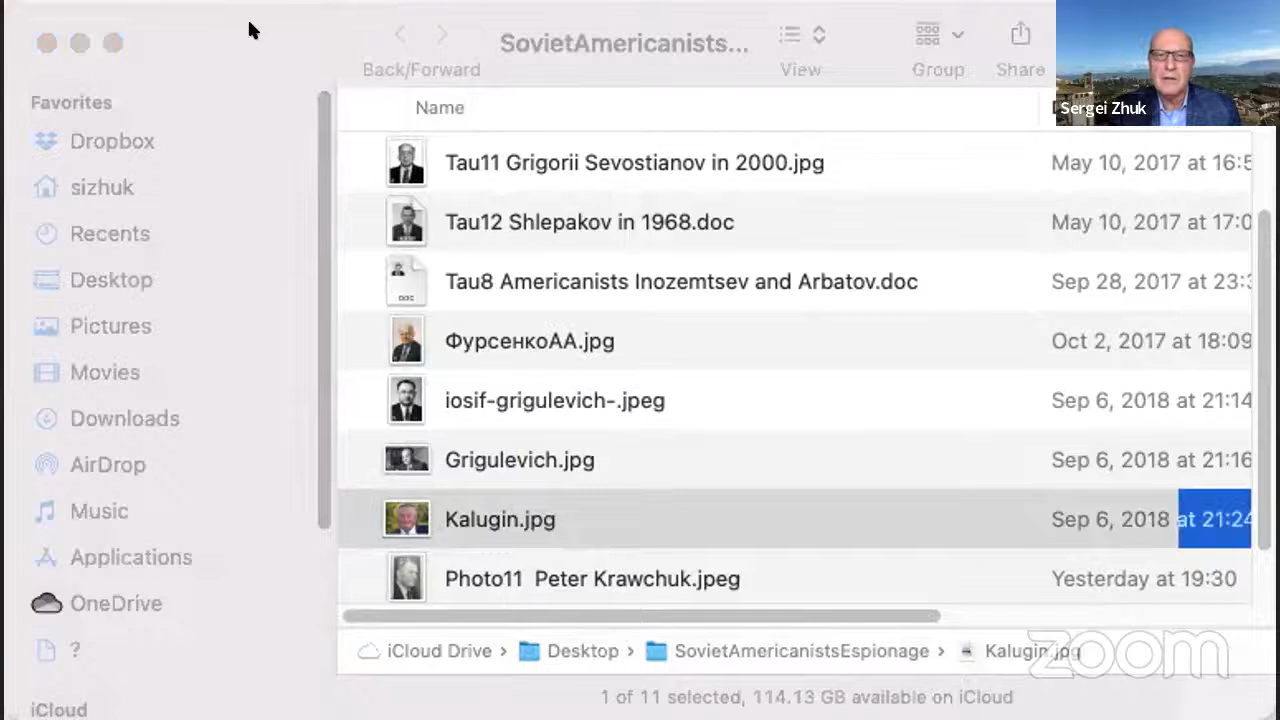 SovietAmericanists...
Back/Forward
View
Group
Share
Sergei Zhuk
Favorites
Dropbox
sizhuk
Recents
Desktop
Pictures
Movies
Downloads
AirDrop
Music
Applications
OneDrive
?
iCloud
Name
Tau11 Grigorii Sevostianov in 2000.jpg May 10, 2017 at 16:5
Tau12 Shlepakov in 1968.doc May 10, 2017 at 17:0
Tau8 Americanists Inozemtsev and Arbatov.doc Sep 28, 2017 at 23:
ФурсенкоАА.jpg Oct 2, 2017 at 18:09
iosif-grigulevich-.jpeg Sep 6, 2018 at 21:14
Grigulevich.jpg Sep 6, 2018 at 21:16
Kalugin.jpg Sep 6, 2018 at 21:24
Photo11 Peter Krawchuk.jpeg Yesterday at 19:30
iCloud Drive › Desktop › SovietAmericanistsEspionage › Kalugin.jpg
zoom
1 of 11 selected, 114.13 GB available on iCloud